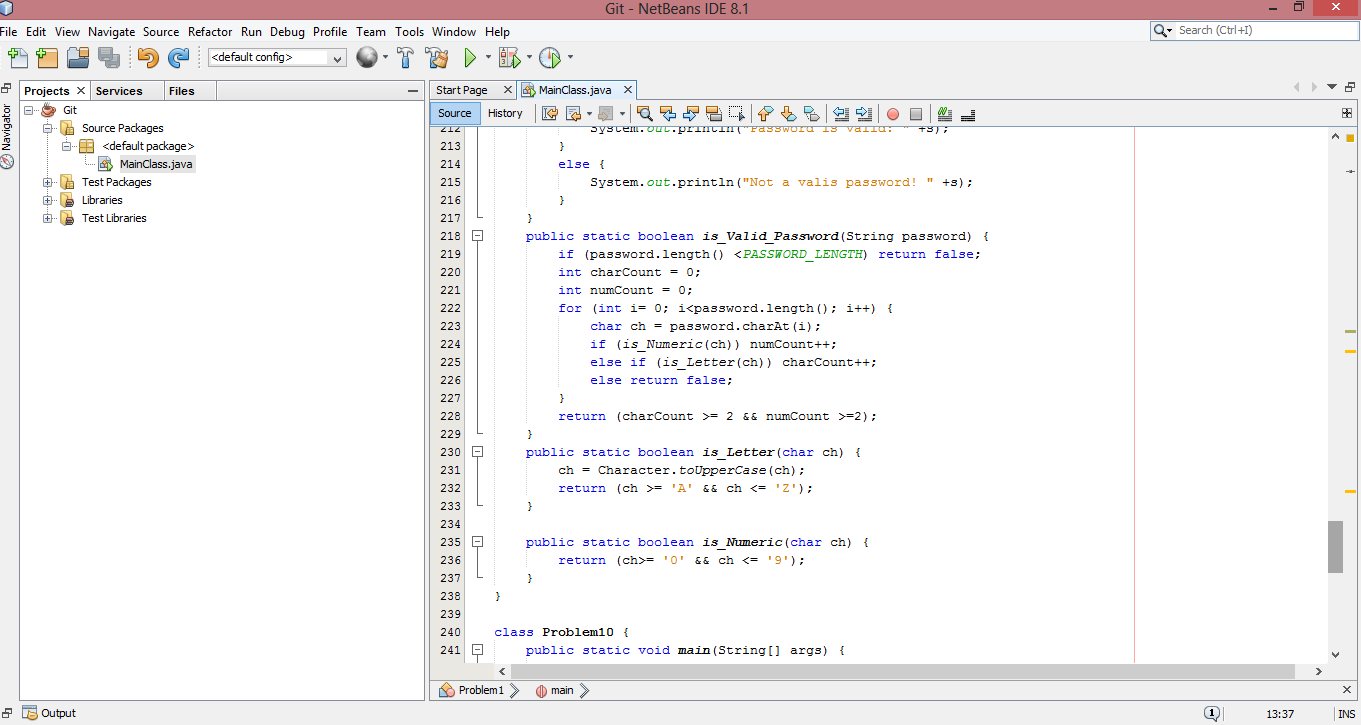 Git - NetBeans IDE 8.1
File Edit View Navigate Source Refactor Run Debug Profile Team Tools Window Help
Search (Ctrl+I)
<default config>
Projects Services Files
Navigator
Git
Source Packages
<default package>
MainClass.java
Test Packages
Libraries
Test Libraries
Start Page MainClass.java
Source History
212 System.out.println("Password is valid: " +s);
213 }
214 else {
215 System.out.println("Not a valis password! " +s);
216 }
217 }
218 public static boolean is_Valid_Password(String password) {
219 if (password.length() <PASSWORD_LENGTH) return false;
220 int charCount = 0;
221 int numCount = 0;
222 for (int i= 0; i<password.length(); i++) {
223 char ch = password.charAt(i);
224 if (is_Numeric(ch)) numCount++;
225 else if (is_Letter(ch)) charCount++;
226 else return false;
227 }
228 return (charCount >= 2 && numCount >=2);
229 }
230 public static boolean is_Letter(char ch) {
231 ch = Character.toUpperCase(ch);
232 return (ch >= 'A' && ch <= 'Z');
233 }
234
235 public static boolean is_Numeric(char ch) {
236 return (ch>= '0' && ch <= '9');
237 }
238 }
239
240 class Problem10 {
241 public static void main(String[] args) {
Problem1 main
Output
1
13:37 INS